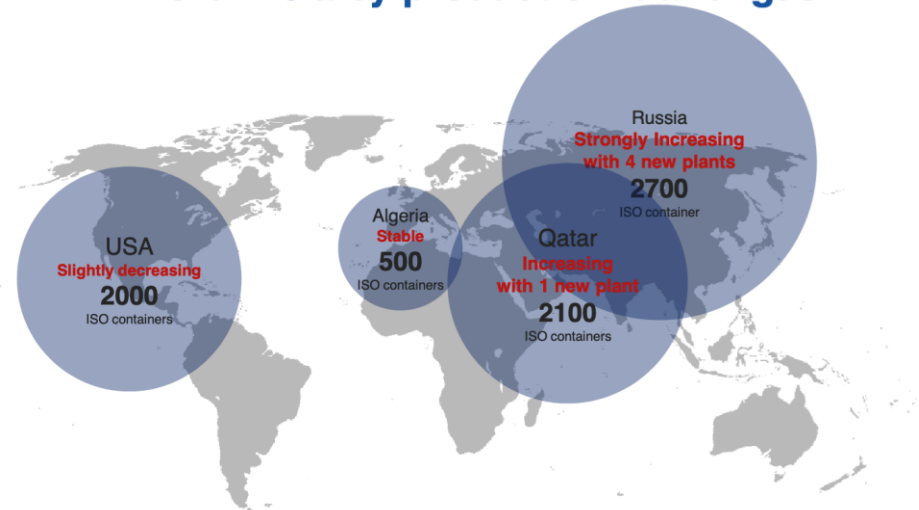 USA
Slightly decreasing
2000
ISO containers
Algeria
Stable
500
ISO containers
Qatar
Increasing
with 1 new plant
2100
ISO containers
Russia
Strongly Increasing
with 4 new plants
2700
ISO container